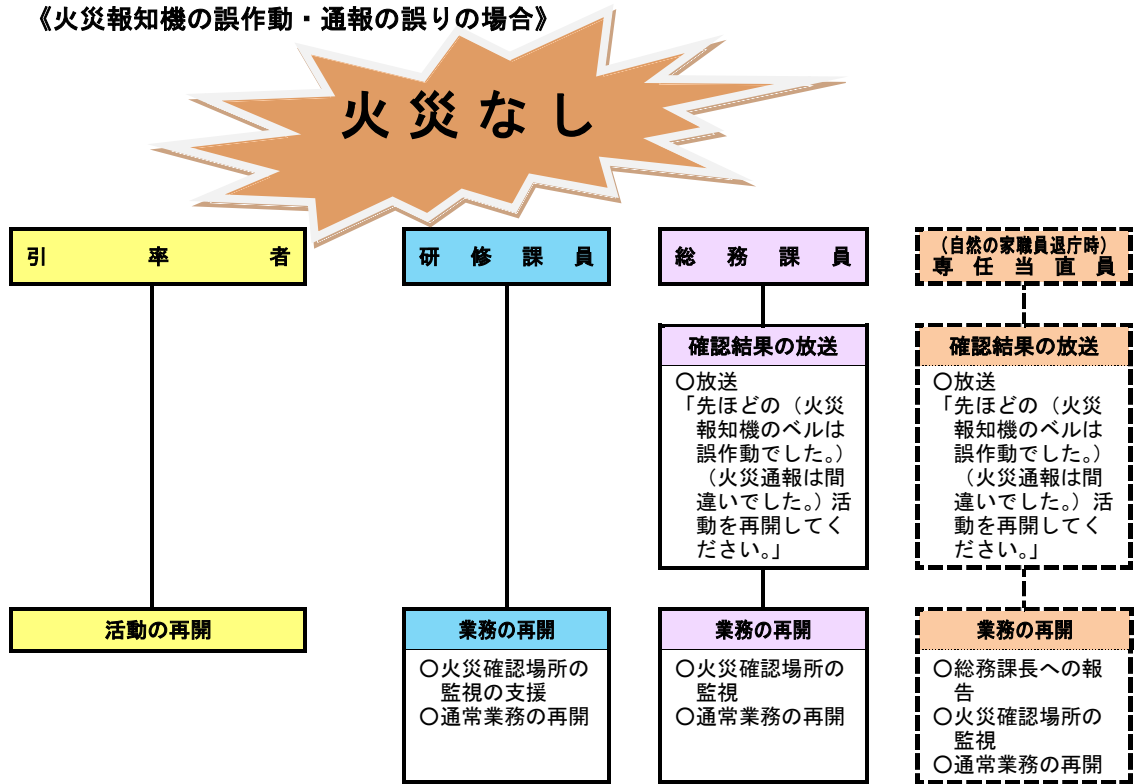 《火災報知機の誤作動・通報の誤りの場合》
火災なし
引率者
研修課員
総務課員
(自然の家職員退庁時)
専任当直員
確認結果の放送
○放送
「先ほどの（火災
報知機のベルは
誤作動でした。）
（火災通報は間
違いでした。）活
動を再開してく
ださい。」
確認結果の放送
○放送
「先ほどの（火災
報知機のベルは
誤作動でした。）
（火災通報は間
違いでした。）活
動を再開してく
ださい。」
活動の再開
業務の再開
○火災確認場所の
監視の支援
○通常業務の再開
業務の再開
○火災確認場所の
監視
○通常業務の再開
業務の再開
○総務課長への報
告
○火災確認場所の
監視
○通常業務の再開